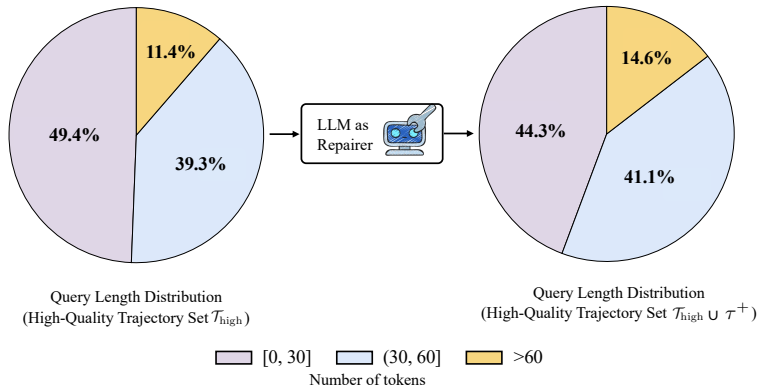 11.4%
49.4%
39.3%
LLM as
Repairer
14.6%
44.3%
41.1%
Query Length Distribution
(High-Quality Trajectory Set 𝒯high)
Query Length Distribution
(High-Quality Trajectory Set 𝒯high ∪ τ+)
[0, 30]
(30, 60]
>60
Number of tokens